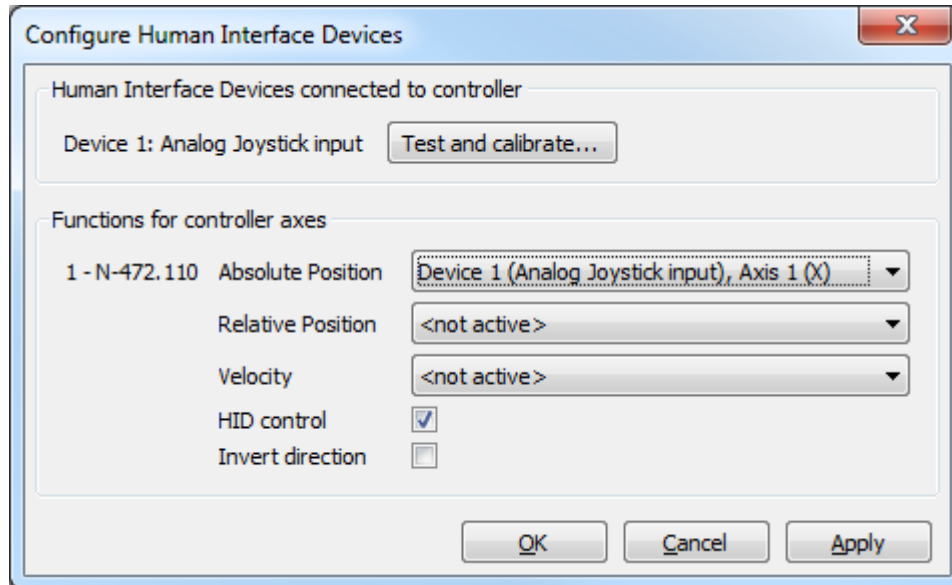 Configure Human Interface Devices
Human Interface Devices connected to controller
Device 1: Analog Joystick input Test and calibrate...
Functions for controller axes
1 - N-472.110 Absolute Position Device 1 (Analog Joystick input), Axis 1 (X)
Relative Position <not active>
Velocity <not active>
HID control
Invert direction
OK Cancel Apply